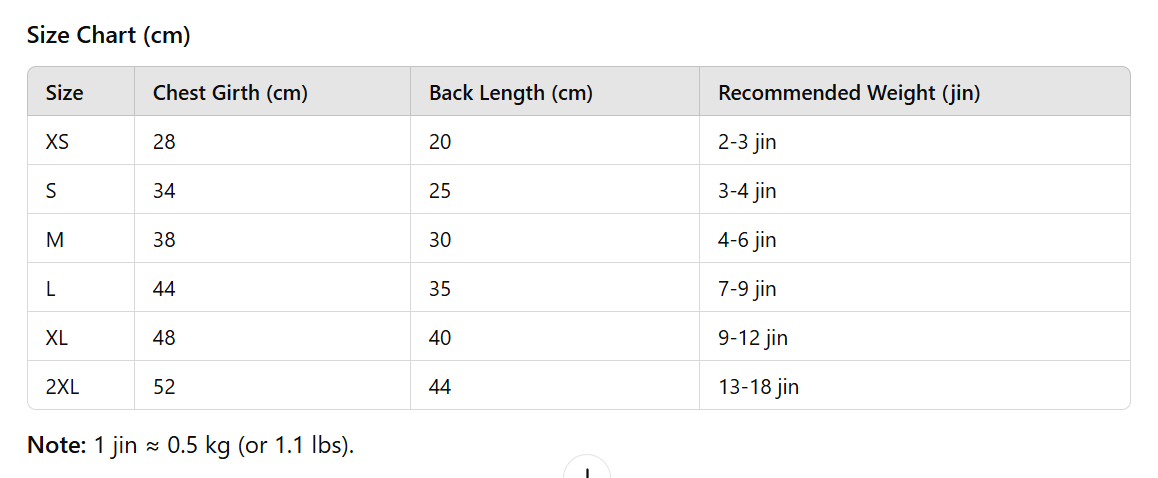 Size Chart (cm)
Size Chest Girth (cm) Back Length (cm) Recommended Weight (jin)
XS 28 20 2-3 jin
S 34 25 3-4 jin
M 38 30 4-6 jin
L 44 35 7-9 jin
XL 48 40 9-12 jin
2XL 52 44 13-18 jin
Note: 1 jin ≈ 0.5 kg (or 1.1 lbs).